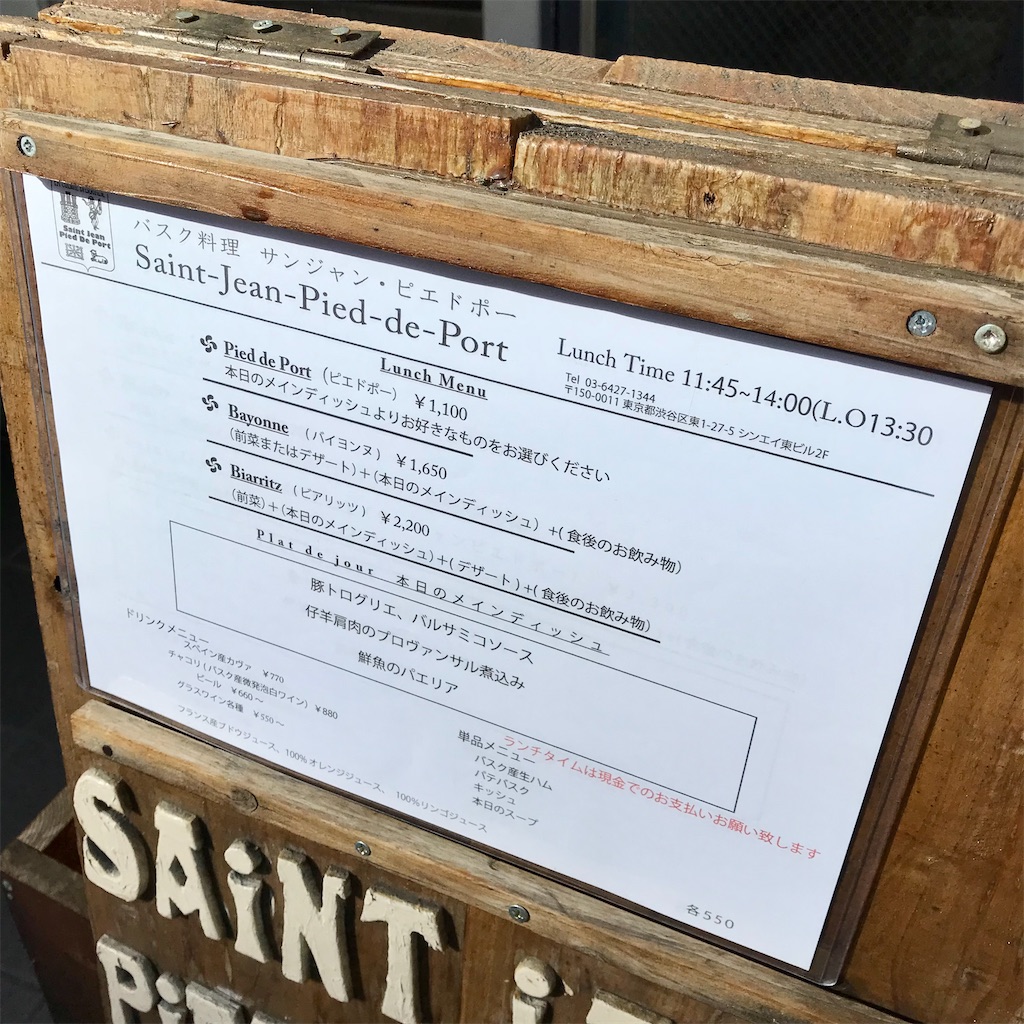 Saint Jean
Pied De Port
バスク料理 サンジャン・ピエドポー
Saint-Jean-Pied-de-Port
Lunch Time 11:45~14:00(L.O13:30
Tel 03-6427-1344
〒150-0011 東京都渋谷区東1-27-5 シンエイ東ビル2F
Lunch Menu
Pied de Port (ピエドポー) ¥1,100
本日のメインディッシュよりお好きなものをお選びください
Bayonne (バイヨンヌ) ¥1,650
(前菜またはデザート)+(本日のメインディッシュ) +( 食後のお飲み物)
Biarritz (ビアリッツ) ¥2,200
(前菜)+(本日のメインディッシュ)+( デザート ) +( 食後のお飲み物)
Plat de jour 本日のメインディッシュ
豚トログリエ、バルサミコソース
仔羊肩肉のプロヴァンサル煮込み
鮮魚のパエリア
ドリンクメニュー
スペイン産カヴァ ¥770
チャコリ(バスク産微発泡白ワイン) ¥880
ビール ¥660～
グラスワイン各種 ¥550～
フランス産ブドウジュース、100% オレンジジュース、 100%リンゴジュース
ランチタイムは現金でのお支払いお願い致します
単品メニュー
バスク産生ハム
パテバスク
キッシュ
本日のスープ
各550
SAiNT